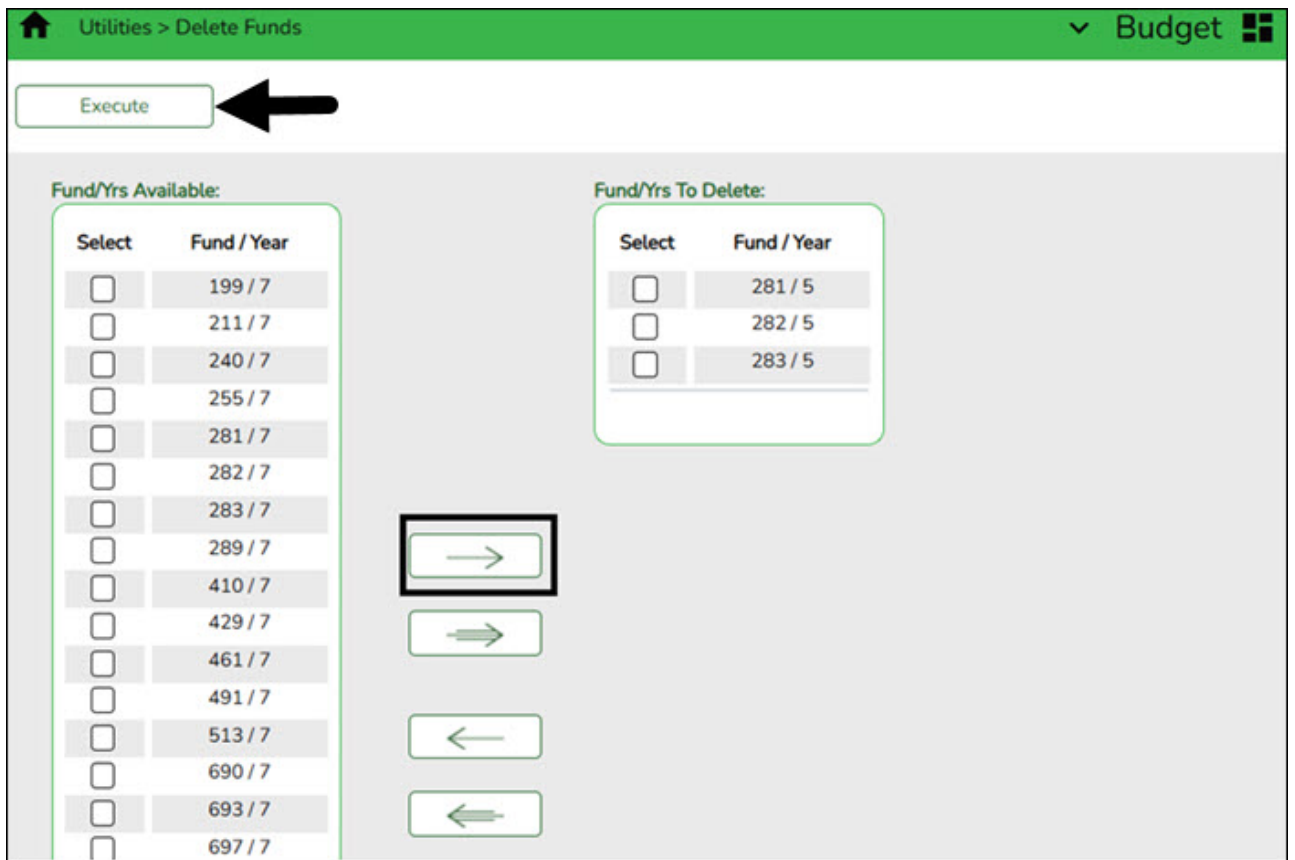 Utilities > Delete Funds
Budget
Execute
Fund/Yrs Available:
Select Fund / Year
199 / 7
211 / 7
240 / 7
255 / 7
281 / 7
282 / 7
283 / 7
289 / 7
410 / 7
429 / 7
461 / 7
491 / 7
513 / 7
690 / 7
693 / 7
697 / 7
Fund/Yrs To Delete:
Select Fund / Year
281 / 5
282 / 5
283 / 5